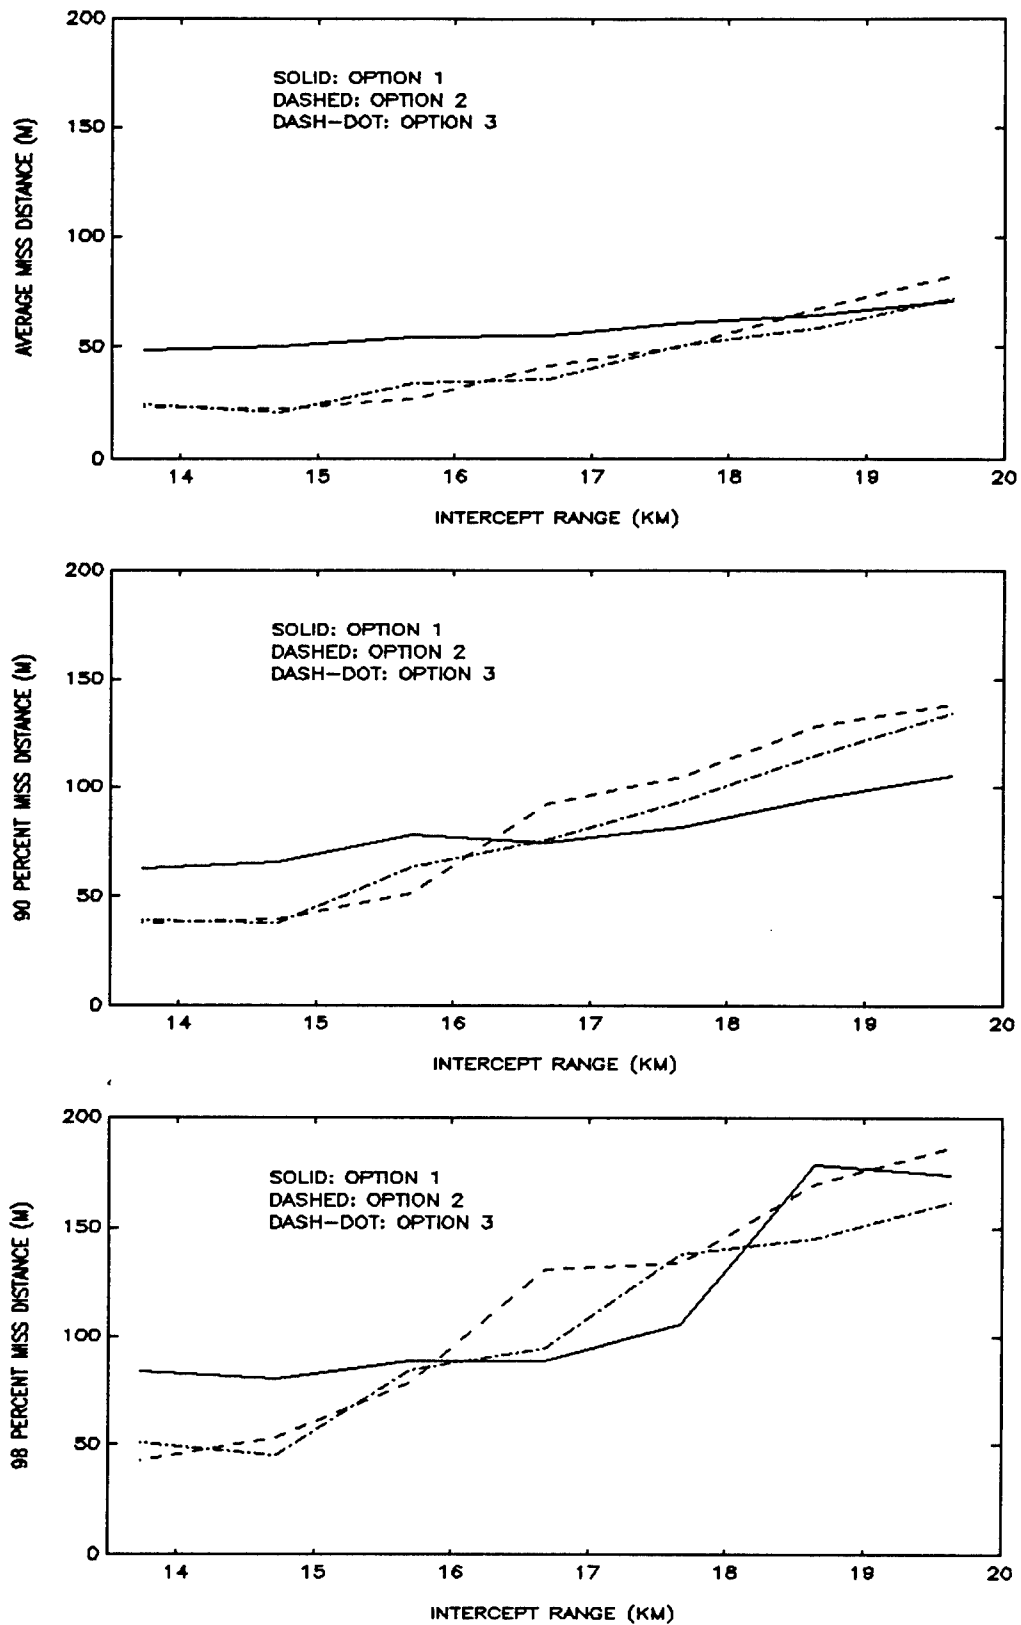 200
150
100
50
0
AVERAGE MISS DISTANCE (M)
SOLID: OPTION 1
DASHED: OPTION 2
DASH-DOT: OPTION 3
14 15 16 17 18 19 20
INTERCEPT RANGE (KM)
200
150
100
50
0
90 PERCENT MISS DISTANCE (M)
SOLID: OPTION 1
DASHED: OPTION 2
DASH-DOT: OPTION 3
14 15 16 17 18 19 20
INTERCEPT RANGE (KM)
200
150
100
50
0
98 PERCENT MISS DISTANCE (M)
SOLID: OPTION 1
DASHED: OPTION 2
DASH-DOT: OPTION 3
14 15 16 17 18 19 20
INTERCEPT RANGE (KM)